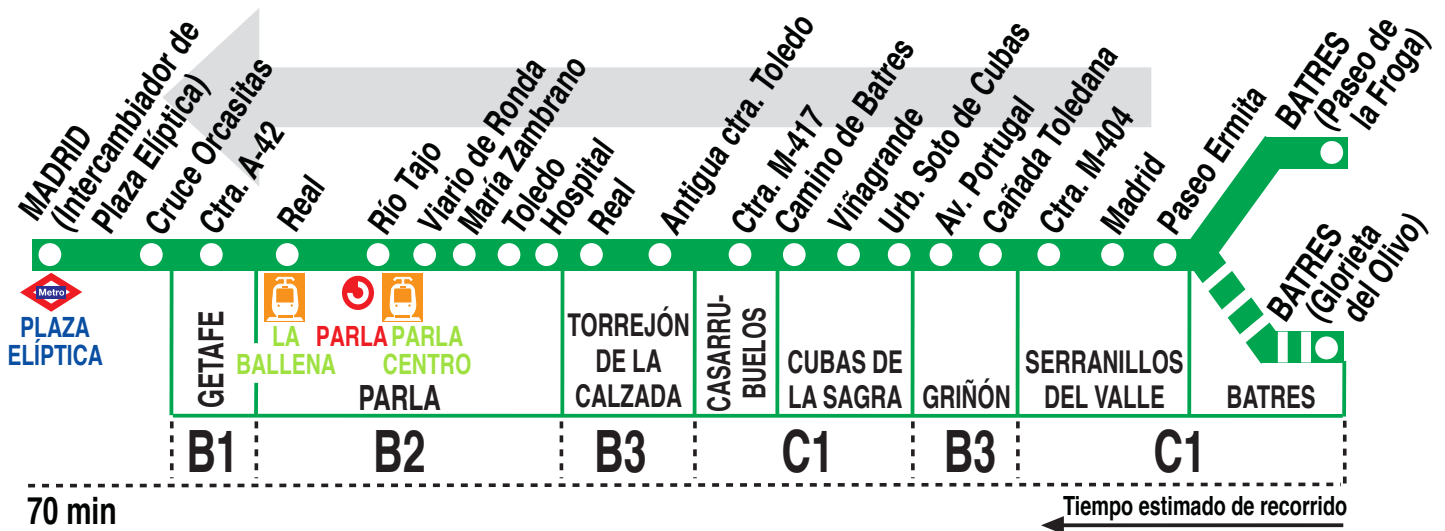 MADRID
(Intercambiador de
Plaza Elíptica)
Cruce Orcasitas
Ctra. A-42
Real
Río Tajo
Viario de Ronda
María Zambrano
Toledo
Hospital
Real
Antigua ctra. Toledo
Ctra. M-417
Camino de Batres
Viñagrande
Urb. Soto de Cubas
Av. Portugal
Cañada Toledana
Ctra. M-404
Madrid
Paseo Ermita
BATRES
(Paseo de
la Froga)
BATRES
(Glorieta
del Olivo)
Metro
PLAZA
ELÍPTICA
LA
BALLENA
PARLA
PARLA
CENTRO
GETAFE
PARLA
TORREJÓN
DE LA
CALZADA
CASARRU-
BUELOS
CUBAS DE
LA SAGRA
GRIÑÓN
SERRANILLOS
DEL VALLE
BATRES
B1
B2
B3
C1
B3
C1
70 min
Tiempo estimado de recorrido